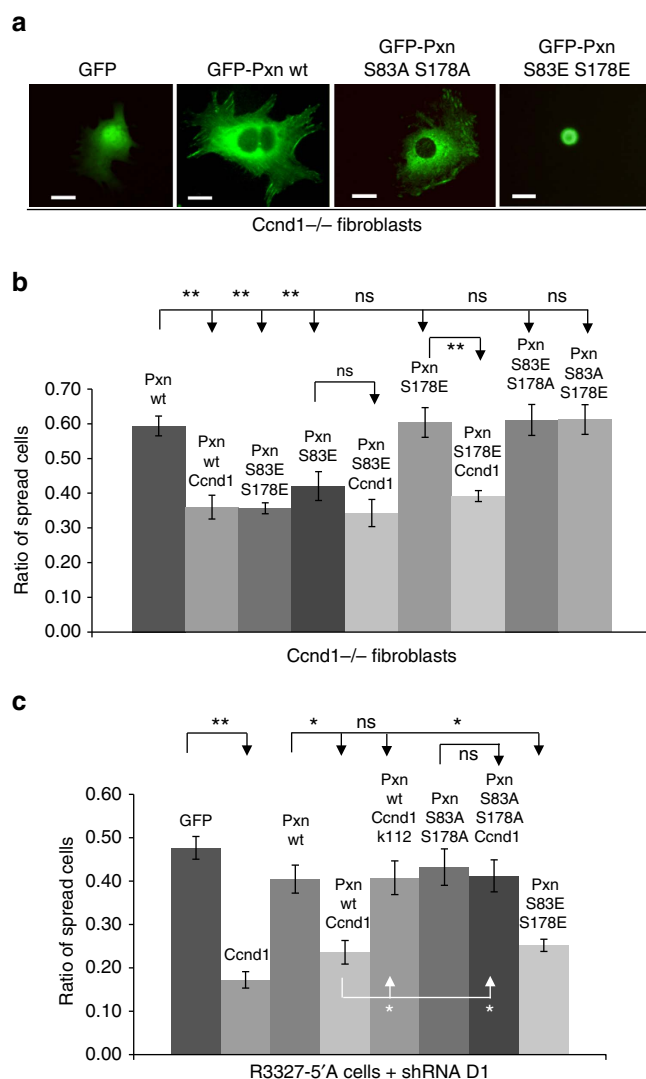 a
GFP
GFP-Pxn wt
GFP-Pxn
S83A S178A
GFP-Pxn
S83E S178E
Ccnd1–/– fibroblasts
b
** ** ** ns ns ns
ns
**
Pxn
wt
Pxn
wt
Ccnd1
Pxn
S83E
S178E
Pxn
S83E
Pxn
S83E
Ccnd1
Pxn
S178E
Pxn
S178E
Ccnd1
Pxn
S83E
S178A
Pxn
S83A
S178E
Ratio of spread cells
0.70
0.60
0.50
0.40
0.30
0.20
0.10
0.00
Ccnd1–/– fibroblasts
c
** * ns *
ns
GFP
Ccnd1
Pxn
wt
Pxn
wt
Ccnd1
Pxn
wt
Ccnd1
k112
Pxn
S83A
S178A
Pxn
S83A
S178A
Ccnd1
Pxn
S83E
S178E
* *
Ratio of spread cells
0.60
0.50
0.40
0.30
0.20
0.10
0.00
R3327-5′A cells + shRNA D1